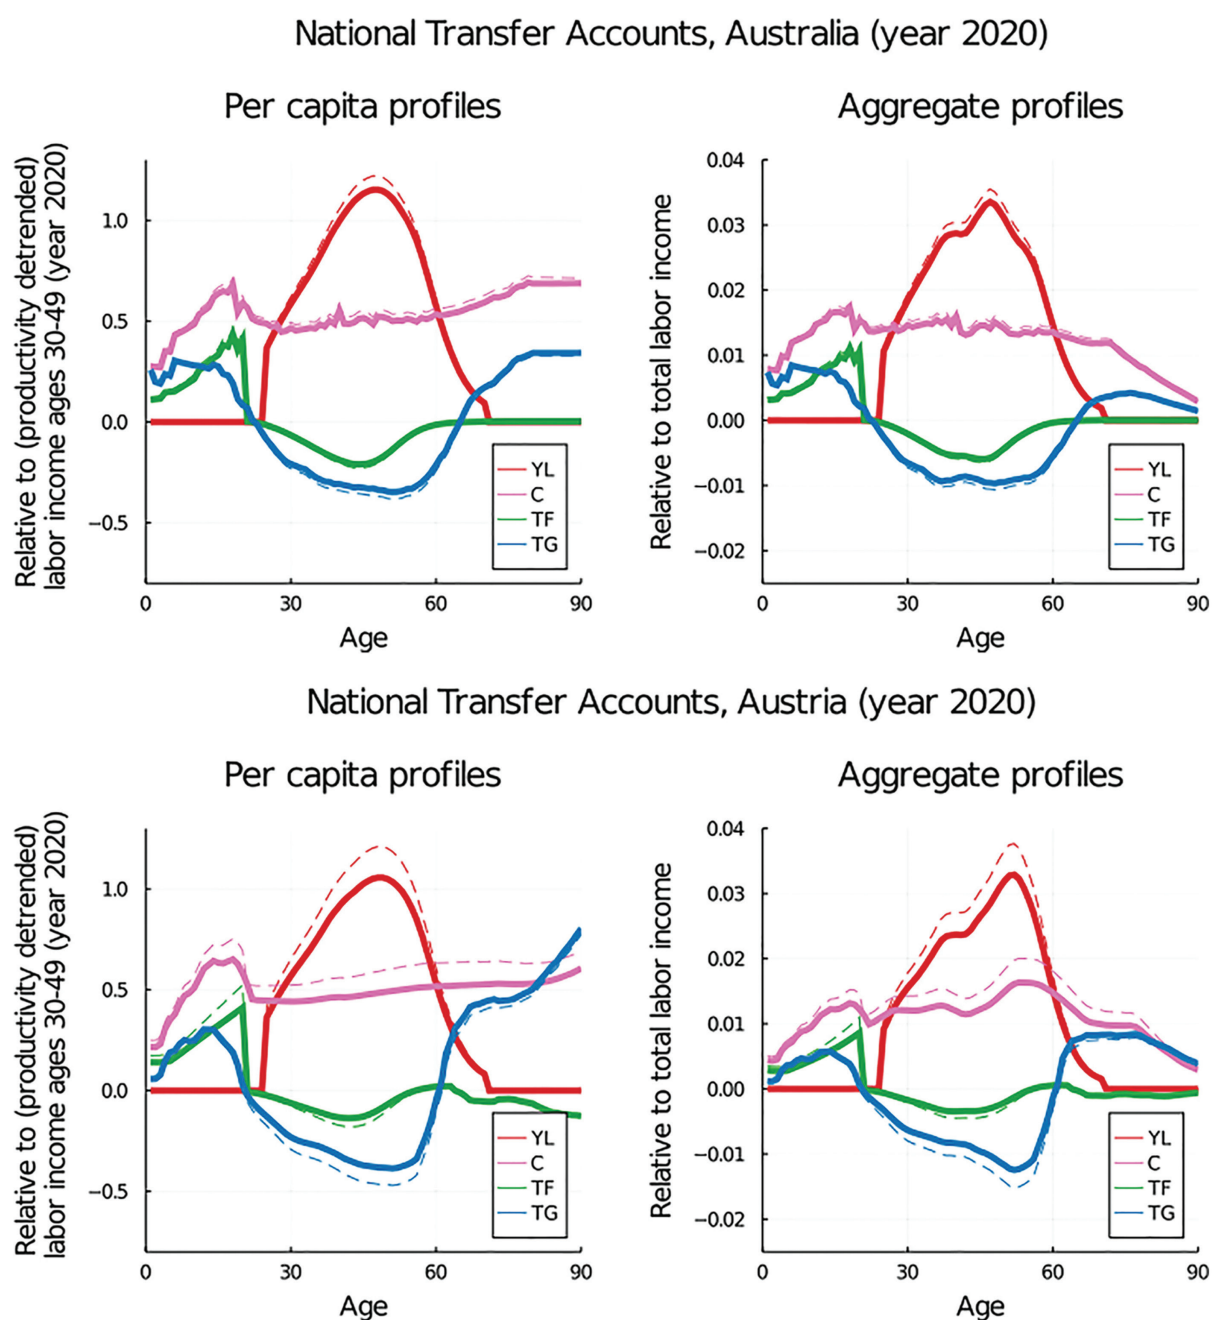 National Transfer Accounts, Australia (year 2020)
Per capita profiles
Relative to (productivity detrended)
labor income ages 30-49 (year 2020)
1.0
0.5
0.0
−0.5
0
30
60
90
Age
YL
C
TF
TG
Aggregate profiles
Relative to total labor income
0.04
0.03
0.02
0.01
0.00
−0.01
−0.02
0
30
60
90
Age
YL
C
TF
TG
National Transfer Accounts, Austria (year 2020)
Per capita profiles
Relative to (productivity detrended)
labor income ages 30-49 (year 2020)
1.0
0.5
0.0
−0.5
0
30
60
90
Age
YL
C
TF
TG
Aggregate profiles
Relative to total labor income
0.04
0.03
0.02
0.01
0.00
−0.01
−0.02
0
30
60
90
Age
YL
C
TF
TG